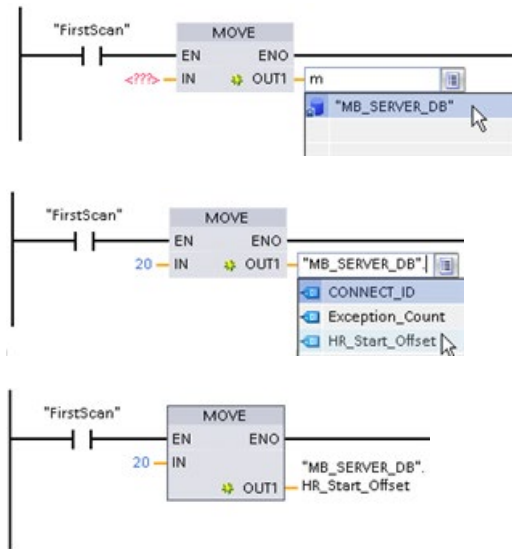 "FirstScan"
MOVE
EN ENO
<???> IN OUT1 m
"MB_SERVER_DB"
"FirstScan"
MOVE
EN ENO
20 IN OUT1 "MB_SERVER_DB".
CONNECT_ID
Exception_Count
HR_Start_Offset
"FirstScan"
MOVE
EN ENO
20 IN
"MB_SERVER_DB".
OUT1 HR_Start_Offset